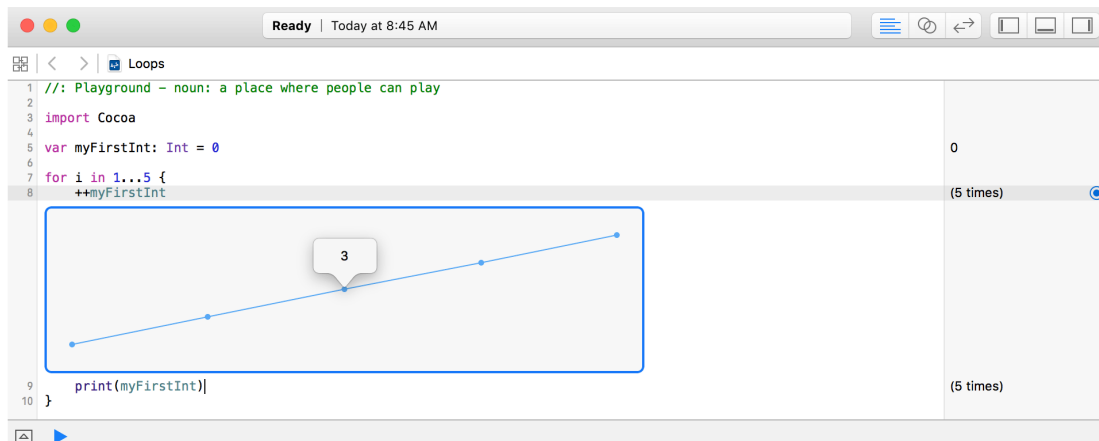 Ready | Today at 8:45 AM
Loops
1 //: Playground – noun: a place where people can play
2
3 import Cocoa
4
5 var myFirstInt: Int = 0 0
6
7 for i in 1...5 {
8 ++myFirstInt (5 times)
3
9 print(myFirstInt) (5 times)
10 }